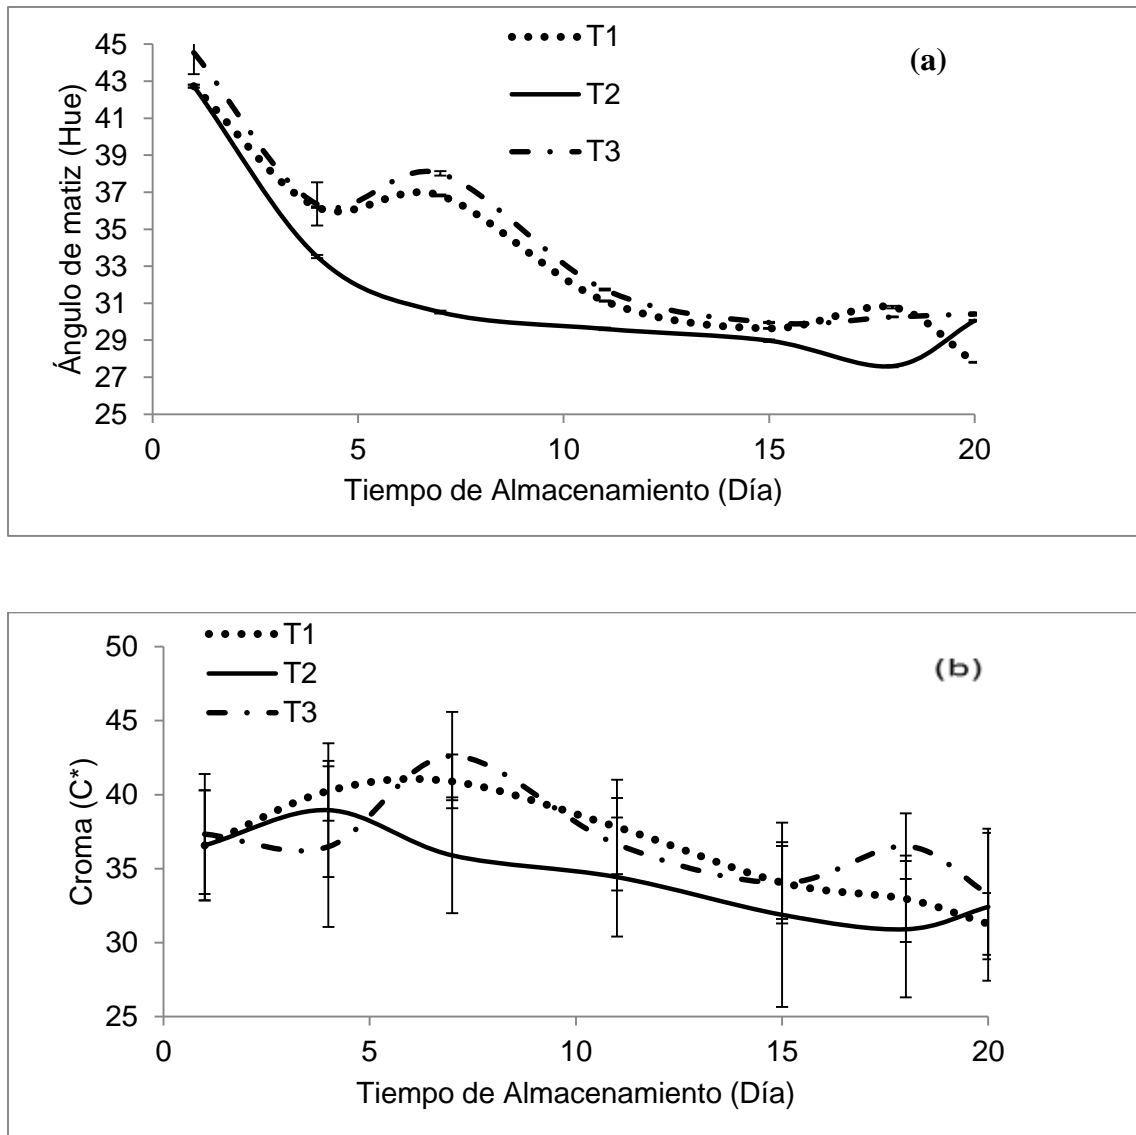 T1
T2
T3
(a)
45
43
41
39
37
35
33
31
29
27
25
Ángulo de matiz (Hue)
0 5 10 15 20
Tiempo de Almacenamiento (Día)
T1
T2
T3
(b)
50
45
40
35
30
25
Croma (C*)
0 5 10 15 20
Tiempo de Almacenamiento (Día)